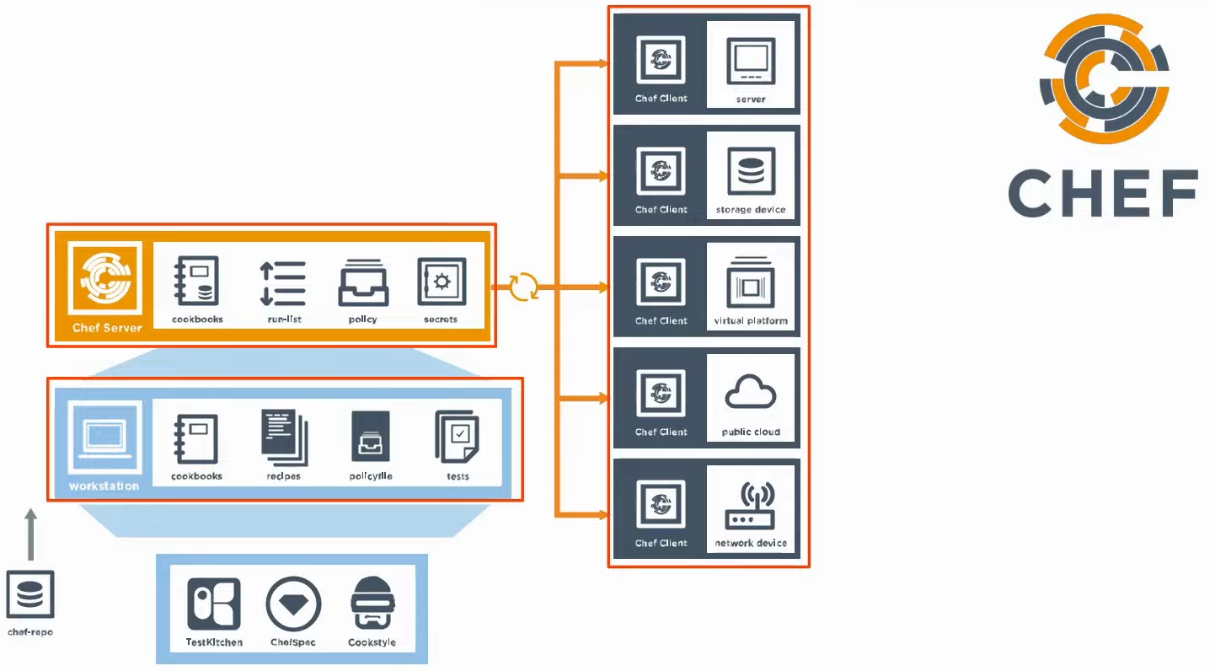 CHEF
Chef Client
server
Chef Client
storage device
Chef Client
virtual platform
Chef Client
public cloud
Chef Client
network device
Chef Server
cookbooks
run-list
policy
secrets
workstation
cookbooks
recipes
policyfile
tests
chef-repo
TestKitchen
ChefSpec
Cookstyle